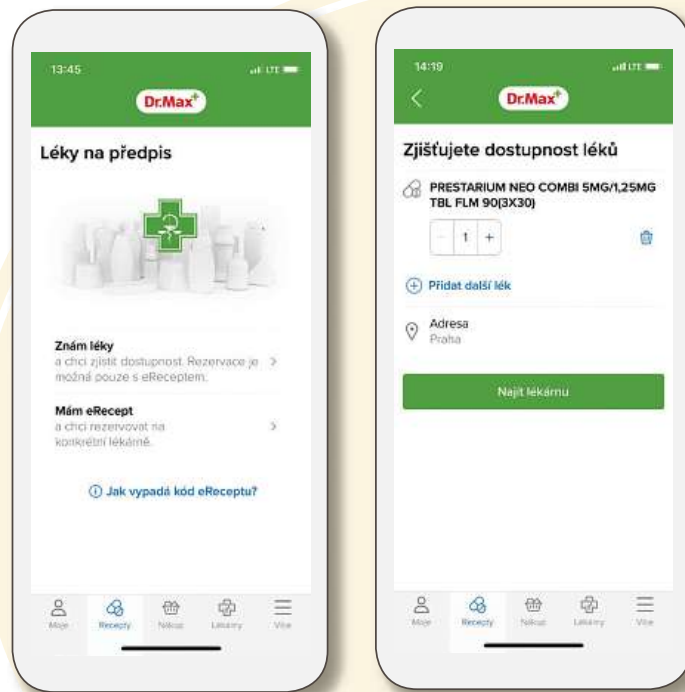 13:45
LTE
Dr.Max+
Léky na předpis
Znám léky
a chci zjistit dostupnost. Rezervace je
možná pouze s eReceptem.
Mám eRecept
a chci rezervovat na
konkrétní lékárně.
Jak vypadá kód eReceptu?
Moje
Recepty
Nákup
Lékárny
Více
14:19
LTE
Dr.Max+
Zjišťujete dostupnost léků
PRESTARIUM NEO COMBI 5MG/1,25MG
TBL FLM 90(3X30)
- 1 +
Přidat další lék
Adresa
Praha
Najít lékárnu
Moje
Recepty
Nákup
Lékárny
Více